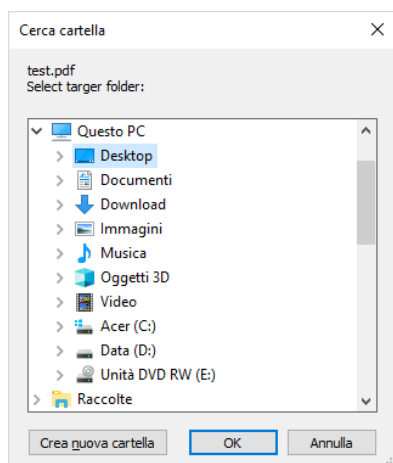 Cerca cartella
test.pdf
Select targer folder:
Questo PC
Desktop
Documenti
Download
Immagini
Musica
Oggetti 3D
Video
Acer (C:)
Data (D:)
Unità DVD RW (E:)
Raccolte
Crea nuova cartella OK Annulla